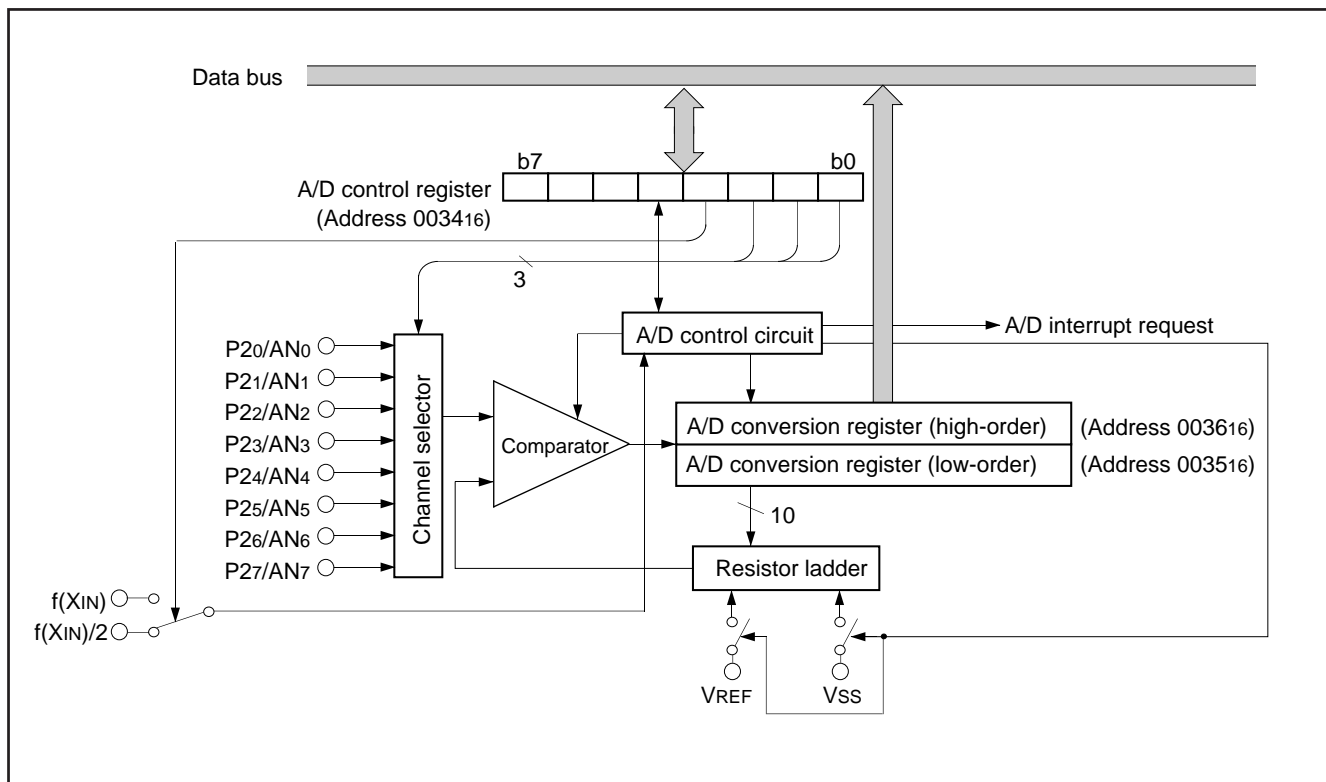 Data bus
b7 b0
A/D control register
(Address 003416)
3
A/D control circuit
A/D interrupt request
P20/AN0
P21/AN1
P22/AN2
P23/AN3
P24/AN4
P25/AN5
P26/AN6
P27/AN7
Channel selector
Comparator
A/D conversion register (high-order) (Address 003616)
A/D conversion register (low-order) (Address 003516)
10
Resistor ladder
f(XIN)
f(XIN)/2
VREF VSS